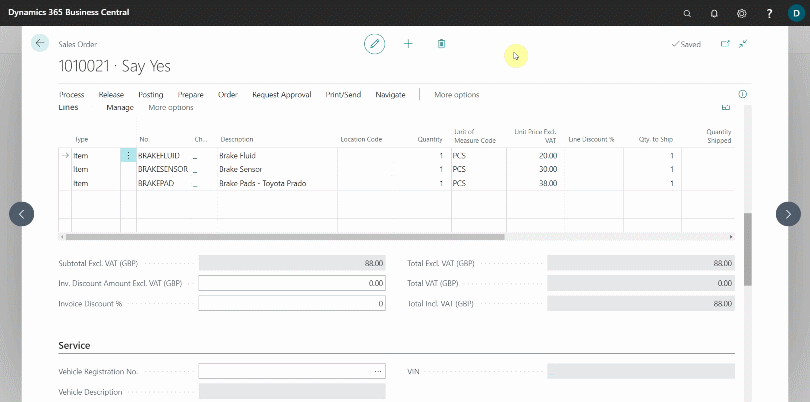 Dynamics 365 Business Central
?
D
Sales Order
Saved
1010021 · Say Yes
Process Release Posting Prepare Order Request Approval Print/Send Navigate More options
Lines Manage More options
Type No. Ch... Description Location Code Quantity Unit of Measure Code Unit Price Excl. VAT Line Discount % Qty. to Ship Quantity Shipped
Item BRAKEFLUID _ Brake Fluid 1 PCS 20.00 1
Item BRAKESENSOR _ Brake Sensor 1 PCS 30.00 1
Item BRAKEPAD _ Brake Pads - Toyota Prado 1 PCS 38.00 1
Subtotal Excl. VAT (GBP) 88.00 Total Excl. VAT (GBP) 88.00
Inv. Discount Amount Excl. VAT (GBP) 0.00 Total VAT (GBP) 0.00
Invoice Discount % 0 Total Incl. VAT (GBP) 88.00
Service
Vehicle Registration No. ... VIN
Vehicle Description